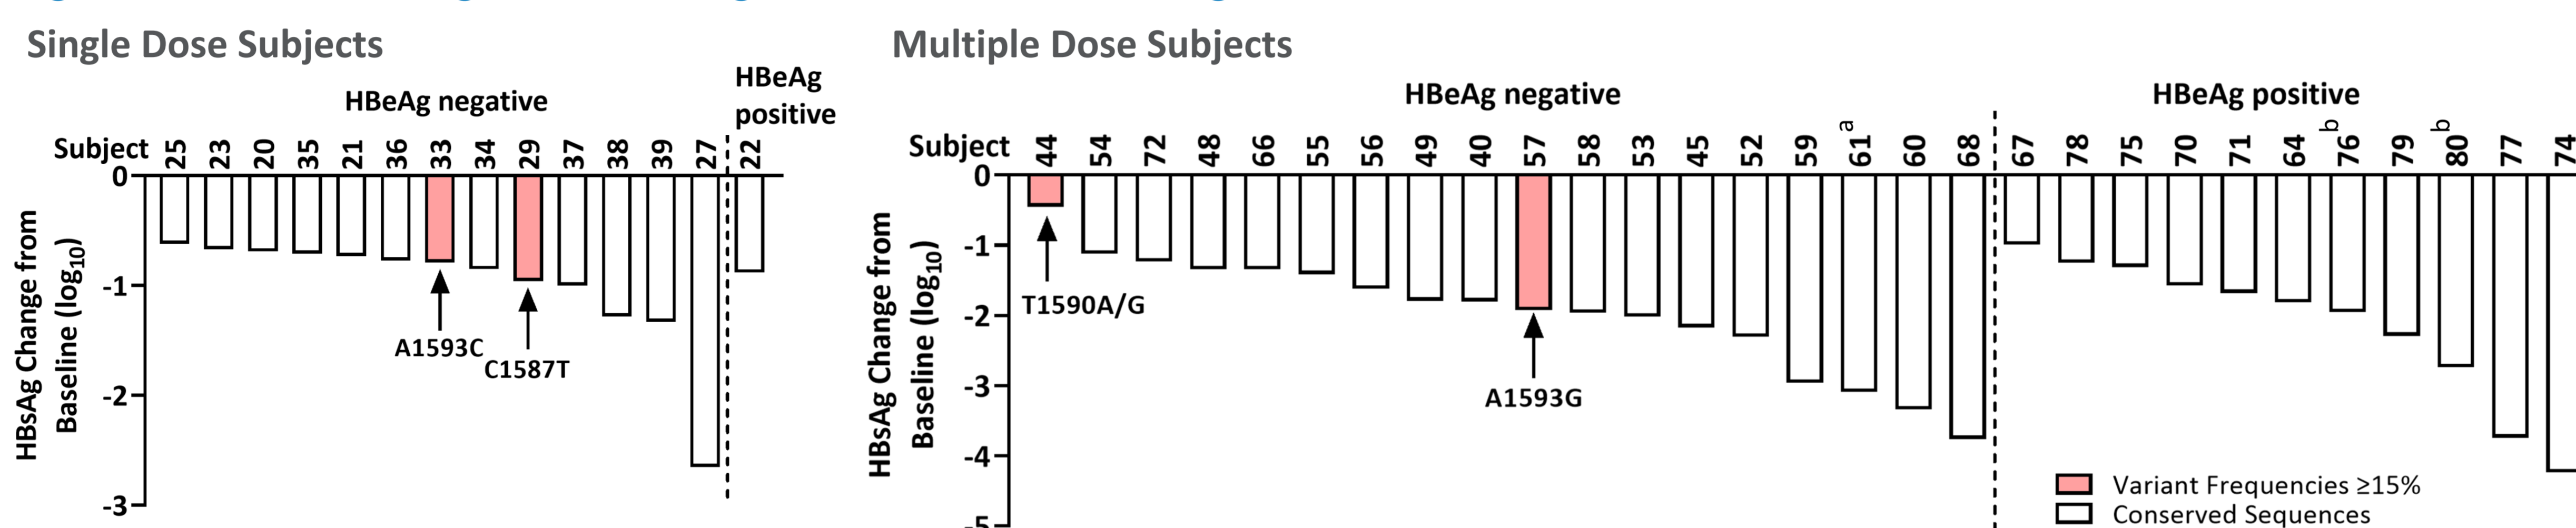 Single Dose Subjects
HBeAg negative
HBeAg
positive
Subject 25 23 20 35 21 36 33 34 29 37 38 39 27 22
HBsAg Change from
Baseline (log10)
0
-1
-2
-3
A1593C
C1587T
Multiple Dose Subjects
HBeAg negative
HBeAg positive
Subject 44 54 72 48 66 55 56 49 40 57 58 53 45 52 59 61a 60 68 67 78 75 70 71 64 76b 79 80b 77 74
HBsAg Change from
Baseline (log10)
0
-1
-2
-3
-4
-5
T1590A/G
A1593G
Variant Frequencies ≥15%
Conserved Sequences